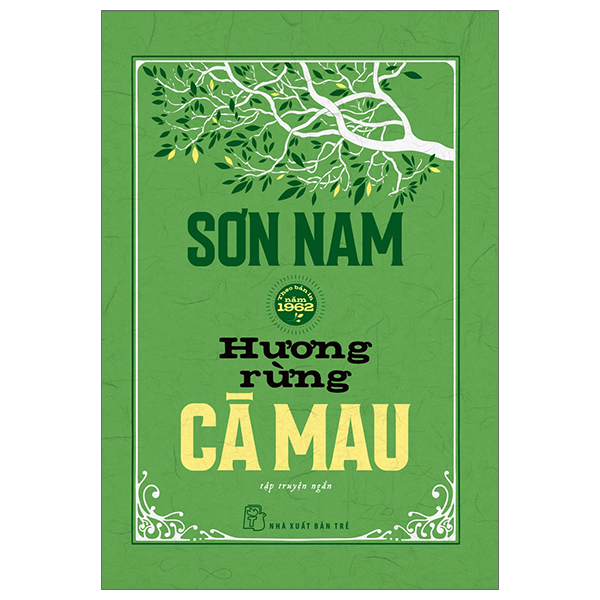 SƠN NAM
Theo bản in
năm
1962
Hương
rừng
CÀ MAU
tập truyện ngắn
NHÀ XUẤT BẢN TRẺ